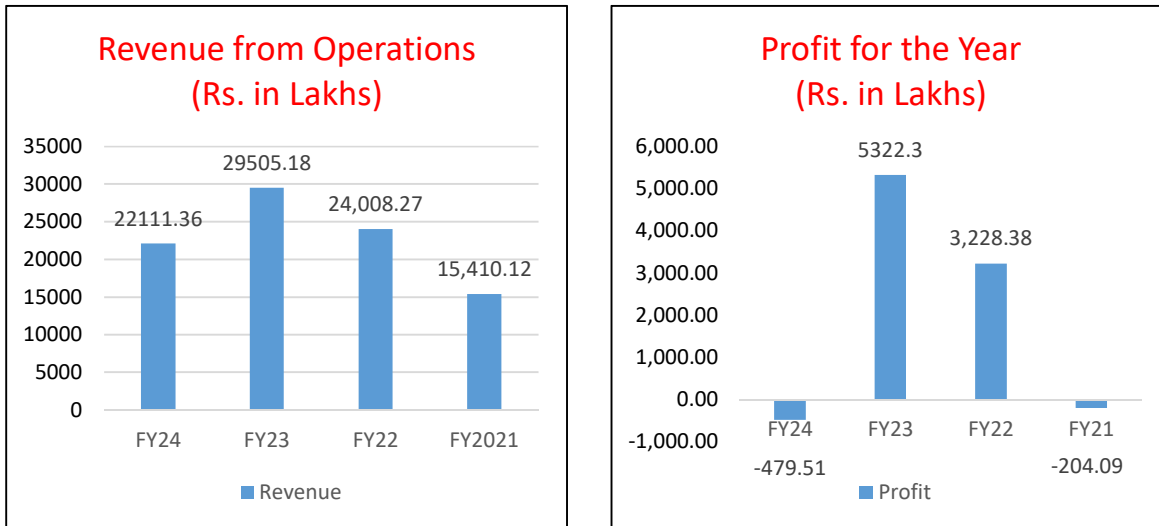 Revenue from Operations
(Rs. in Lakhs)
35000
30000
25000
20000
15000
10000
5000
0
22111.36
29505.18
24,008.27
15,410.12
FY24 FY23 FY22 FY2021
Revenue
Profit for the Year
(Rs. in Lakhs)
6,000.00
5,000.00
4,000.00
3,000.00
2,000.00
1,000.00
0.00
-1,000.00
5322.3
3,228.38
FY24 FY23 FY22 FY21
-479.51 -204.09
Profit